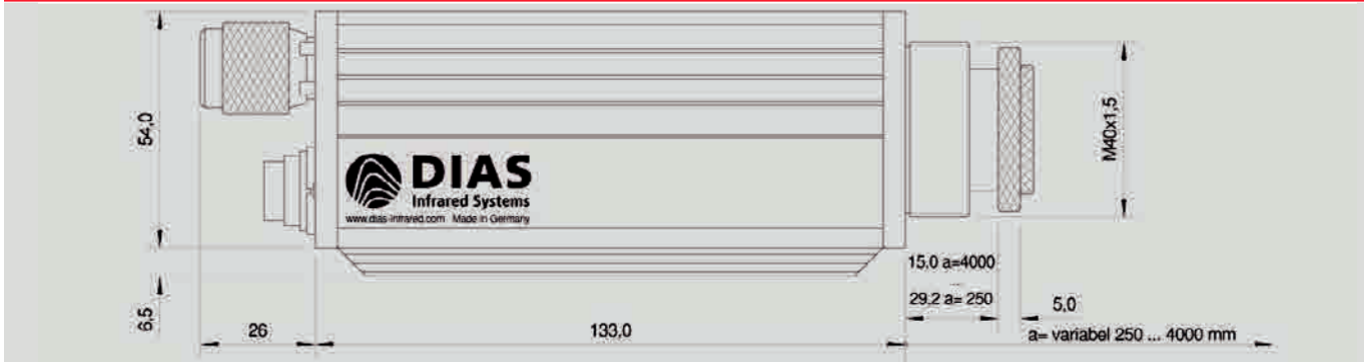 54,0
M40x1,5
DIAS
Infrared Systems
www.dias-infrared.com Made in Germany
15,0 a=4000
...
29,2 a= 250
5,0
6,5
26
133,0
a= variabel 250 ... 4000 mm